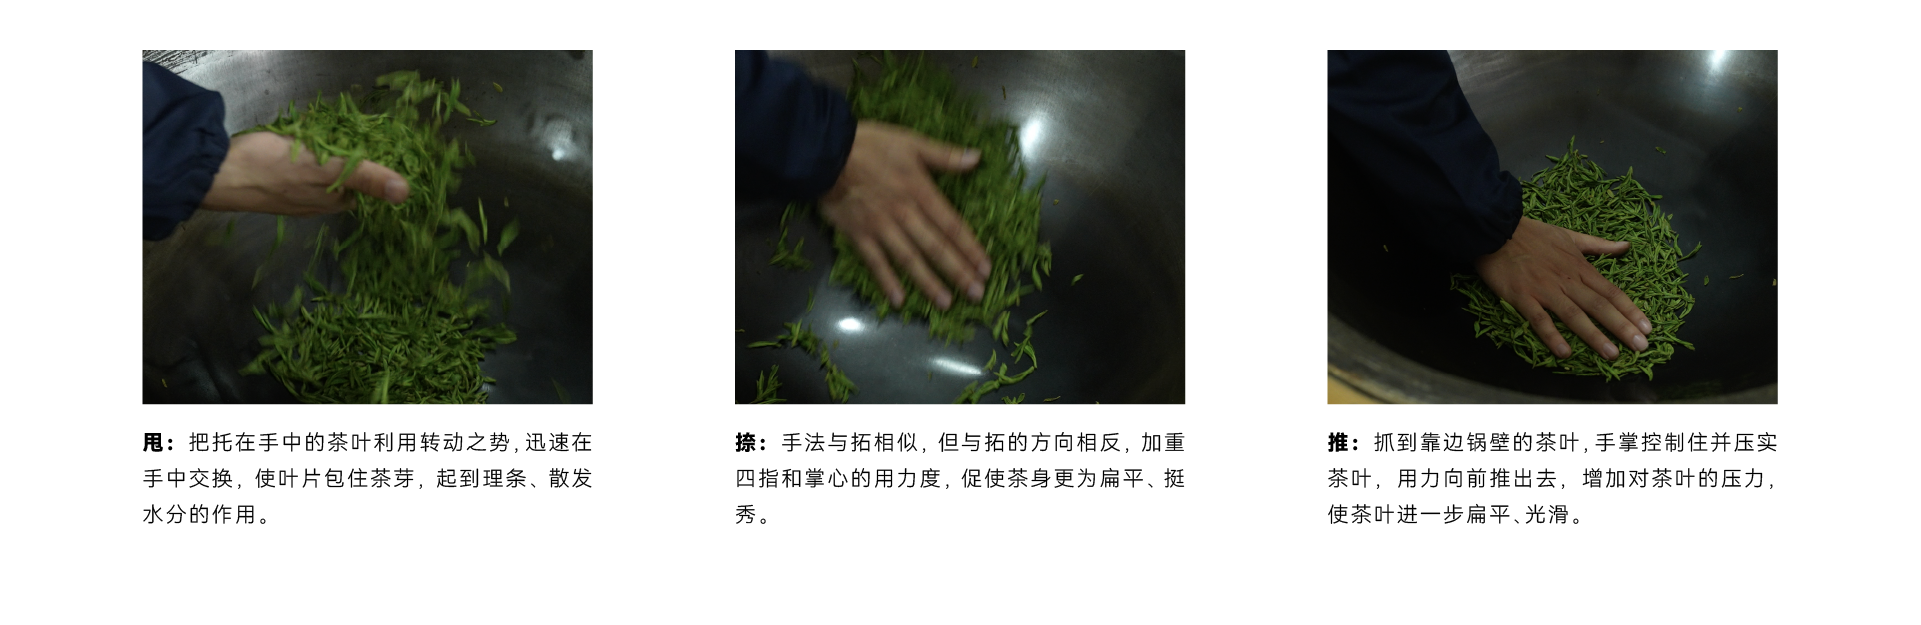 甩：把托在手中的茶叶利用转动之势，迅速在
手中交换，使叶片包住茶芽，起到理条、散发
水分的作用。
捺：手法与拓相似，但与拓的方向相反，加重
四指和掌心的用力度，促使茶身更为扁平、挺
秀。
推：抓到靠边锅壁的茶叶，手掌控制住并压实
茶叶，用力向前推出去，增加对茶叶的压力，
使茶叶进一步扁平、光滑。